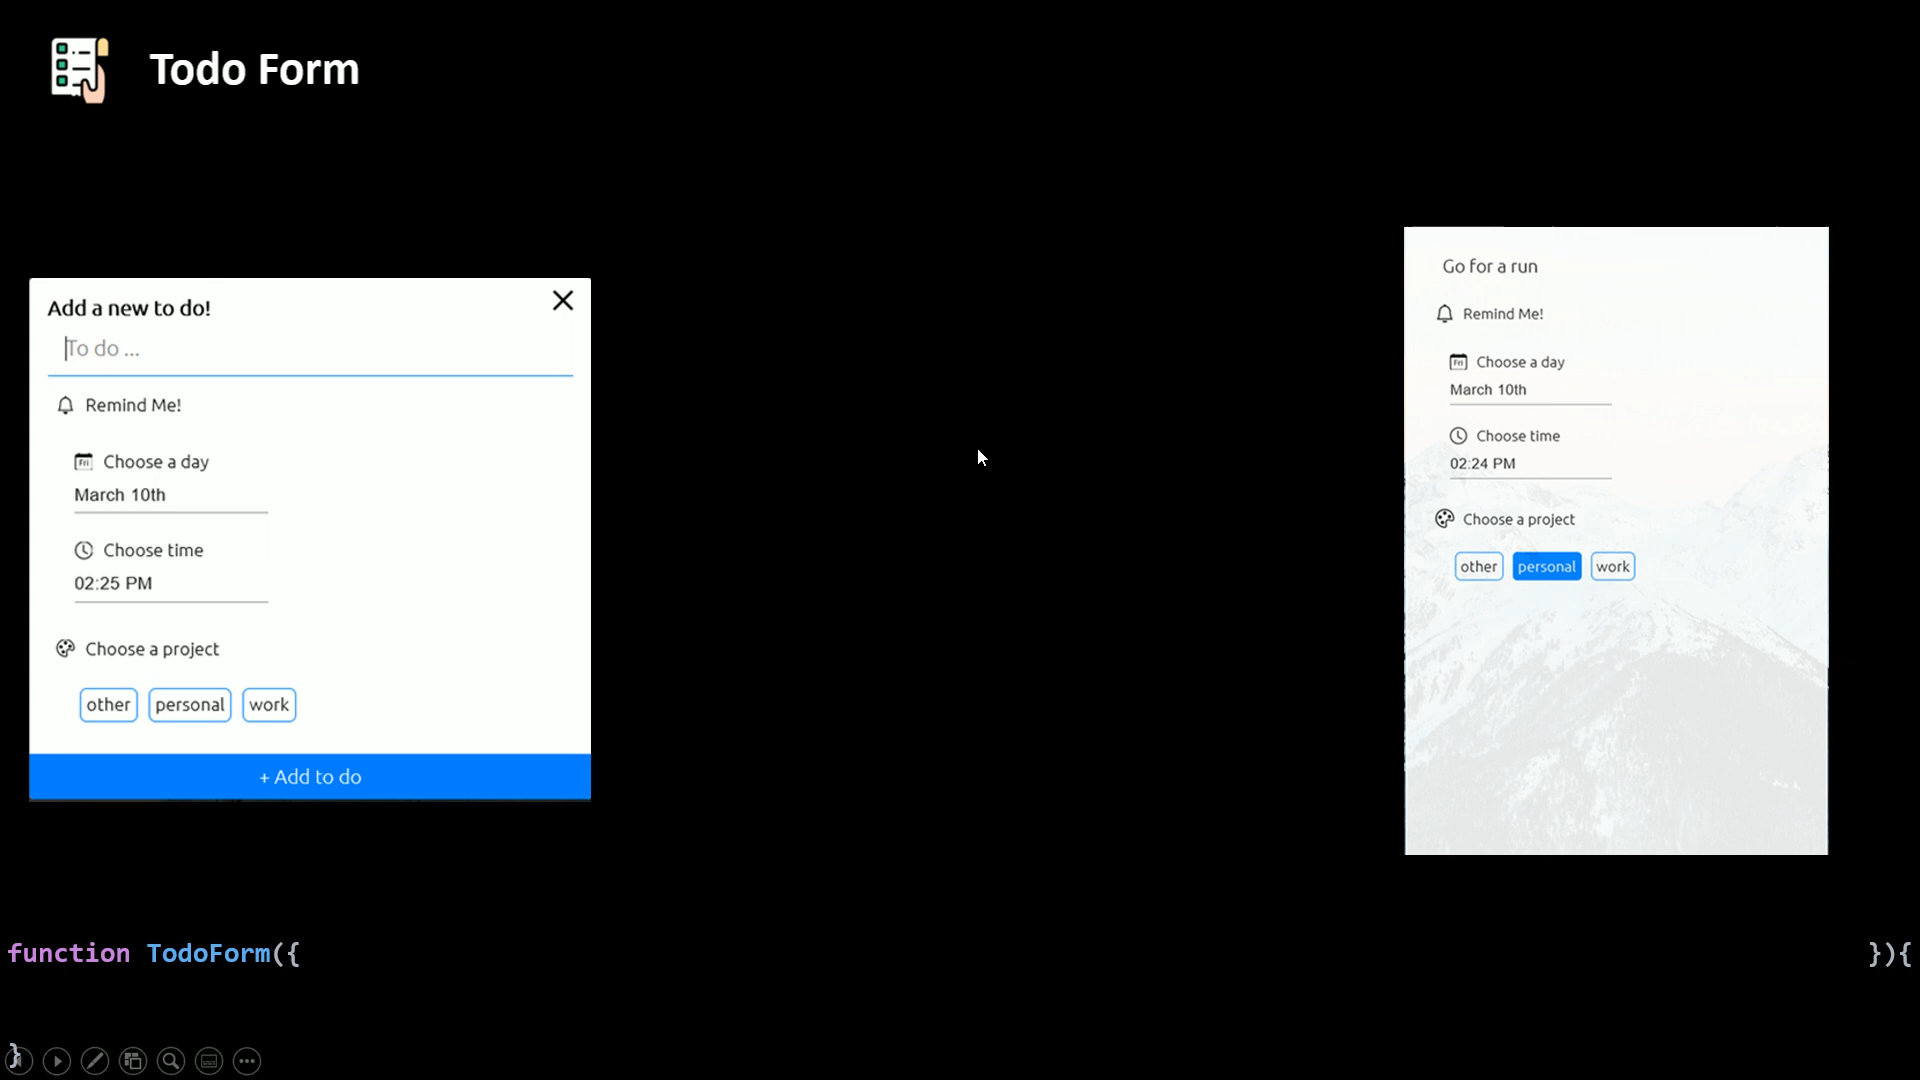 Todo Form
Add a new to do!
To do ...
Remind Me!
Fri Choose a day
March 10th
Choose time
02:25 PM
Choose a project
other personal work
+ Add to do
Go for a run
Remind Me!
Fri Choose a day
March 10th
Choose time
02:24 PM
Choose a project
other personal work
function TodoForm({ }){
}